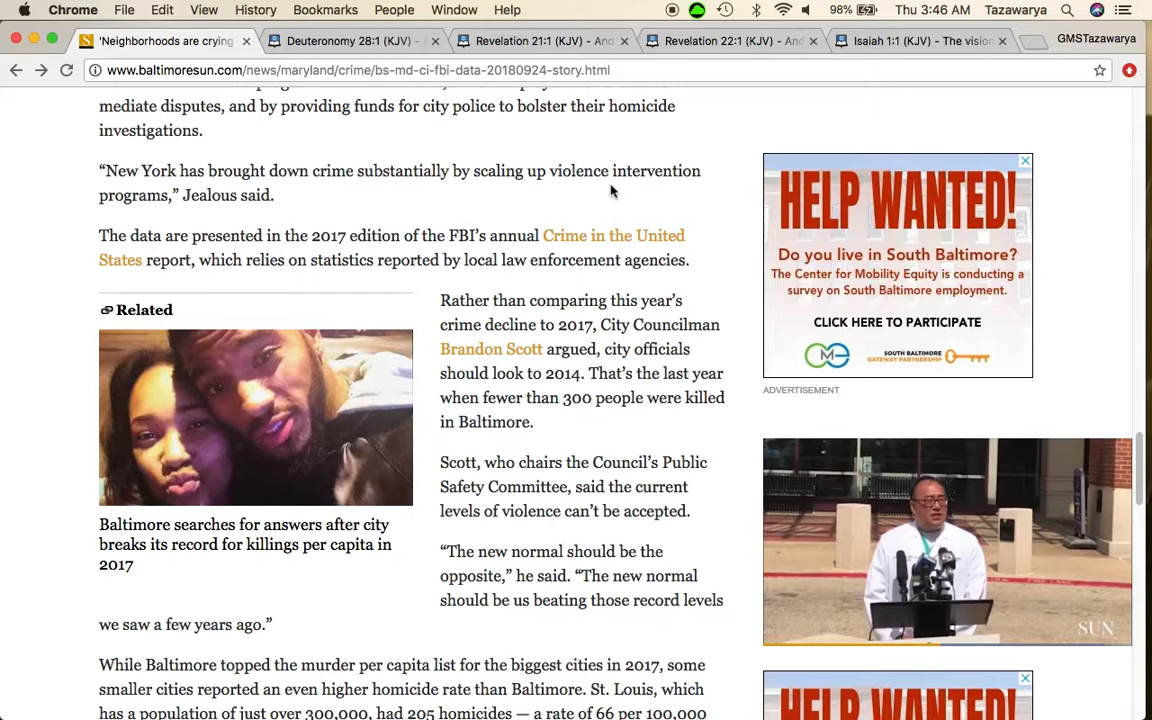 Chrome File Edit View History Bookmarks People Window Help 98% Thu 3:46 AM Tazawarya
'Neighborhoods are crying Deuteronomy 28:1 (KJV) - Revelation 21:1 (KJV) - And Revelation 22:1 (KJV) - And Isaiah 1:1 (KJV) - The vision GMSTazawarya
www.baltimoresun.com/news/maryland/crime/bs-md-ci-fbi-data-20180924-story.html
mediate disputes, and by providing funds for city police to bolster their homicide
investigations.
“New York has brought down crime substantially by scaling up violence intervention
programs,” Jealous said.
The data are presented in the 2017 edition of the FBI’s annual Crime in the United
States report, which relies on statistics reported by local law enforcement agencies.
Related
Baltimore searches for answers after city
breaks its record for killings per capita in
2017
Rather than comparing this year’s
crime decline to 2017, City Councilman
Brandon Scott argued, city officials
should look to 2014. That’s the last year
when fewer than 300 people were killed
in Baltimore.
Scott, who chairs the Council’s Public
Safety Committee, said the current
levels of violence can’t be accepted.
“The new normal should be the
opposite,” he said. “The new normal
should be us beating those record levels
we saw a few years ago.”
While Baltimore topped the murder per capita list for the biggest cities in 2017, some
smaller cities reported an even higher homicide rate than Baltimore. St. Louis, which
has a population of just over 300,000, had 205 homicides — a rate of 66 per 100,000
HELP WANTED!
Do you live in South Baltimore?
The Center for Mobility Equity is conducting a
survey on South Baltimore employment.
CLICK HERE TO PARTICIPATE
CME SOUTH BALTIMORE
GATEWAY PARTNERSHIP
ADVERTISEMENT
SUN
HELP WANTED!